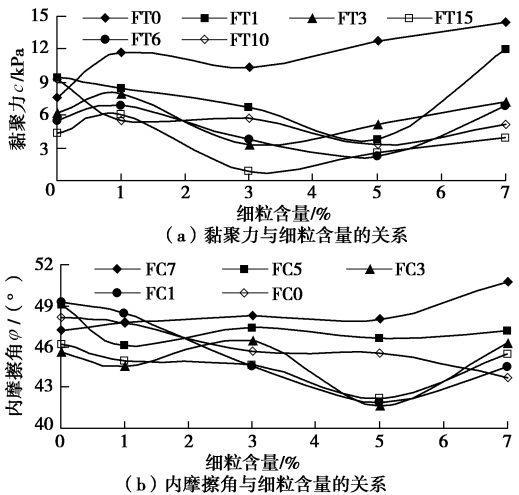 FT0 FT1 FT3 FT15
FT6 FT10
黏聚力c/kPa
15
12
9
6
3
0 1 2 3 4 5 6 7
细粒含量/%
(a) 黏聚力与细粒含量的关系
FC7 FC5 FC3
FC1 FC0
内摩擦角φ/(°)
52
49
46
43
40
0 1 2 3 4 5 6 7
细粒含量/%
(b) 内摩擦角与细粒含量的关系